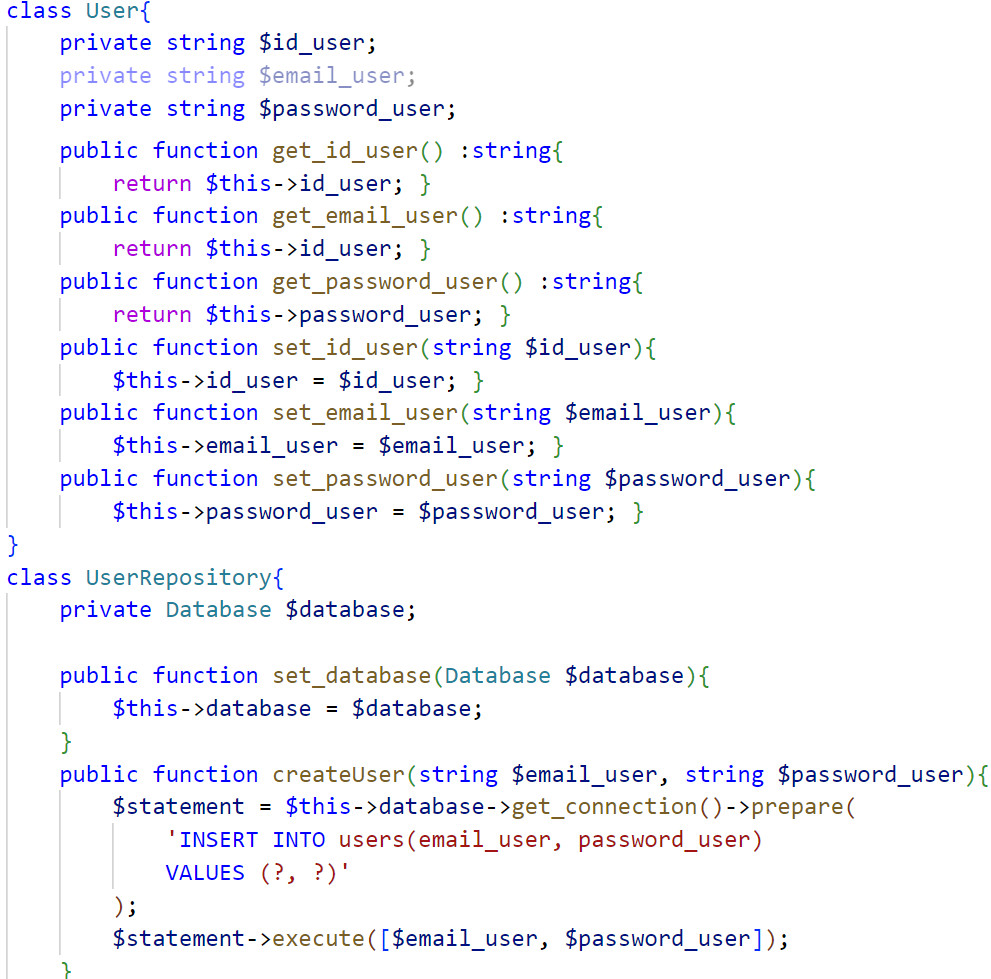 class User{
    private string $id_user;
    private string $email_user;
    private string $password_user;
    public function get_id_user() :string{
        return $this->id_user; }
    public function get_email_user() :string{
        return $this->id_user; }
    public function get_password_user() :string{
        return $this->password_user; }
    public function set_id_user(string $id_user){
        $this->id_user = $id_user; }
    public function set_email_user(string $email_user){
        $this->email_user = $email_user; }
    public function set_password_user(string $password_user){
        $this->password_user = $password_user; }
}
class UserRepository{
    private Database $database;
    public function set_database(Database $database){
        $this->database = $database;
    }
    public function createUser(string $email_user, string $password_user){
        $statement = $this->database->get_connection()->prepare(
            'INSERT INTO users(email_user, password_user)
            VALUES (?, ?)'
        );
        $statement->execute([$email_user, $password_user]);
    }